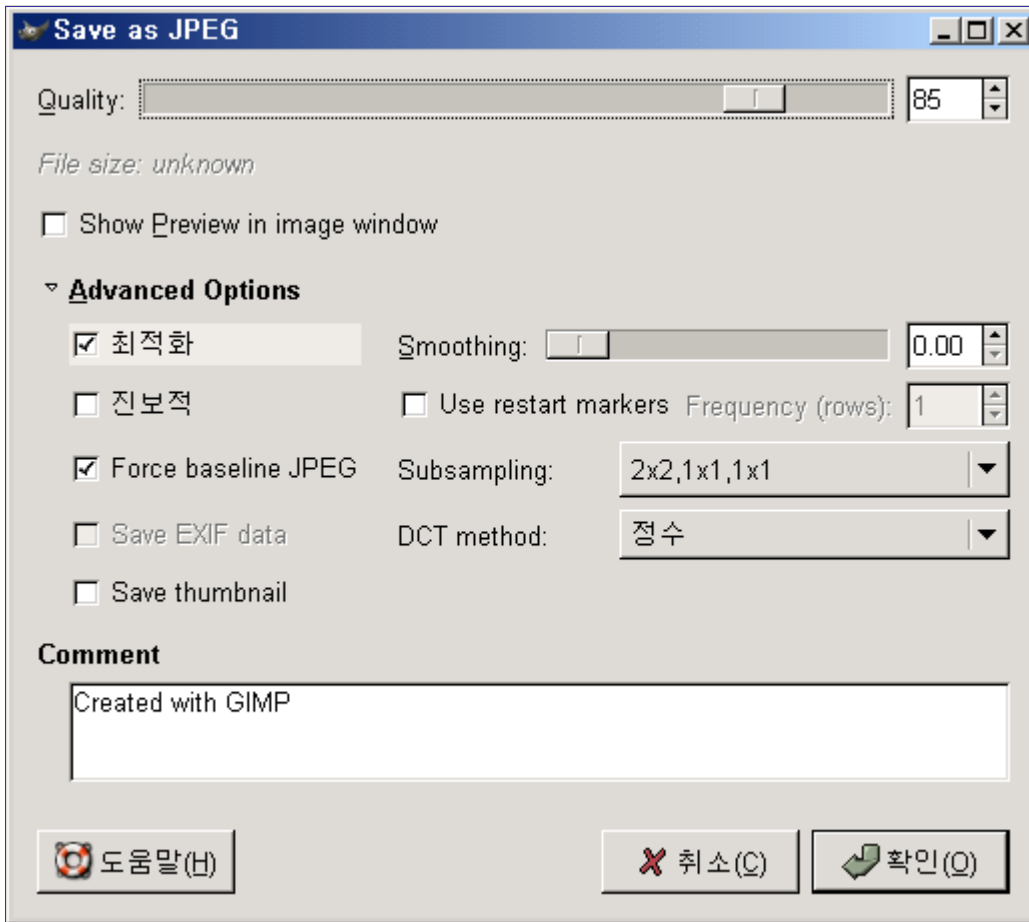 Save as JPEG
Quality: 85
File size: unknown
Show Preview in image window
Advanced Options
최적화 Smoothing: 0.00
진보적 Use restart markers Frequency (rows): 1
Force baseline JPEG Subsampling: 2x2,1x1,1x1
Save EXIF data DCT method: 정수
Save thumbnail
Comment
Created with GIMP
도움말(H) 취소(C) 확인(O)